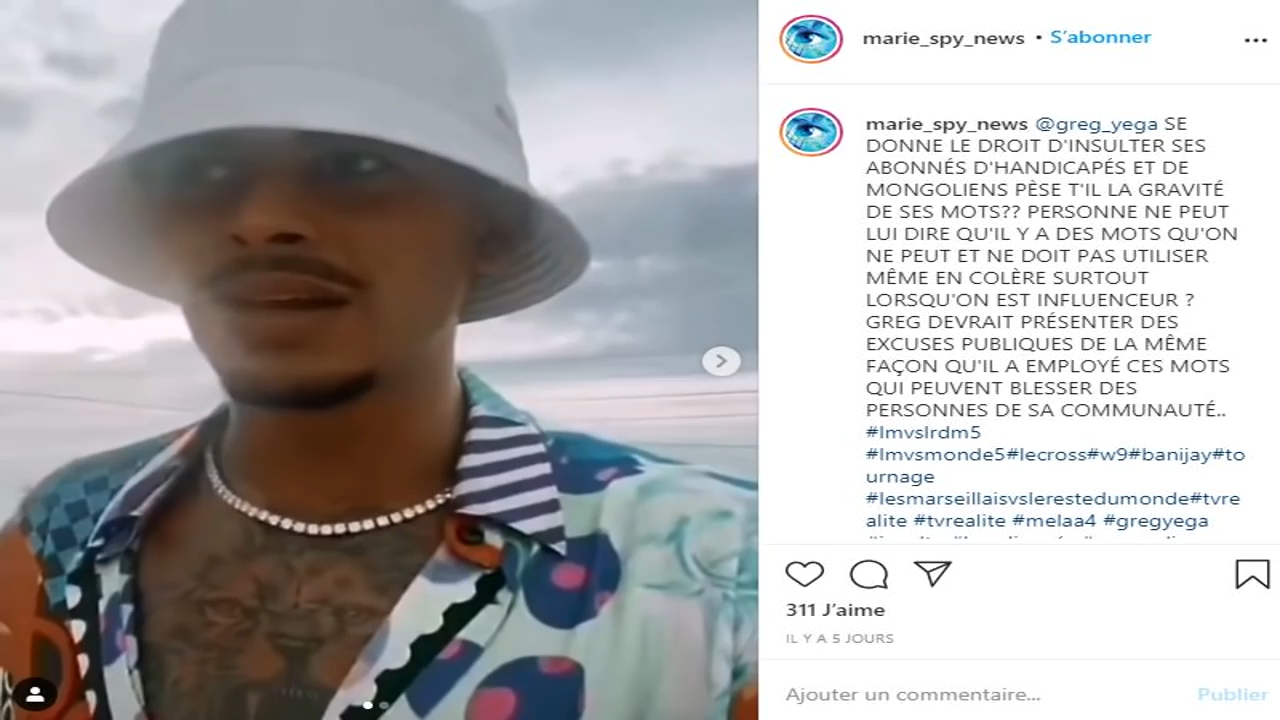 marie_spy_news • S'abonner
marie_spy_news @greg_yega SE
DONNE LE DROIT D'INSULTER SES
ABONNÉS D'HANDICAPÉS ET DE
MONGOLIENS PÈSE T'IL LA GRAVITÉ
DE SES MOTS?? PERSONNE NE PEUT
LUI DIRE QU'IL Y A DES MOTS QU'ON
NE PEUT ET NE DOIT PAS UTILISER
MÊME EN COLÈRE SURTOUT
LORSQU'ON EST INFLUENCEUR ?
GREG DEVRAIT PRÉSENTER DES
EXCUSES PUBLIQUES DE LA MÊME
FAÇON QU'IL A EMPLOYÉ CES MOTS
QUI PEUVENT BLESSER DES
PERSONNES DE SA COMMUNAUTÉ..
#lmvslrdm5
#lmvsmonde5#lecross#w9#banijay#to
urnage
#lesmarseillaisvslerestedumonde#tvre
alite #tvrealite #melaa4 #gregyega
311 J'aime
IL Y A 5 JOURS
Ajouter un commentaire... Publier